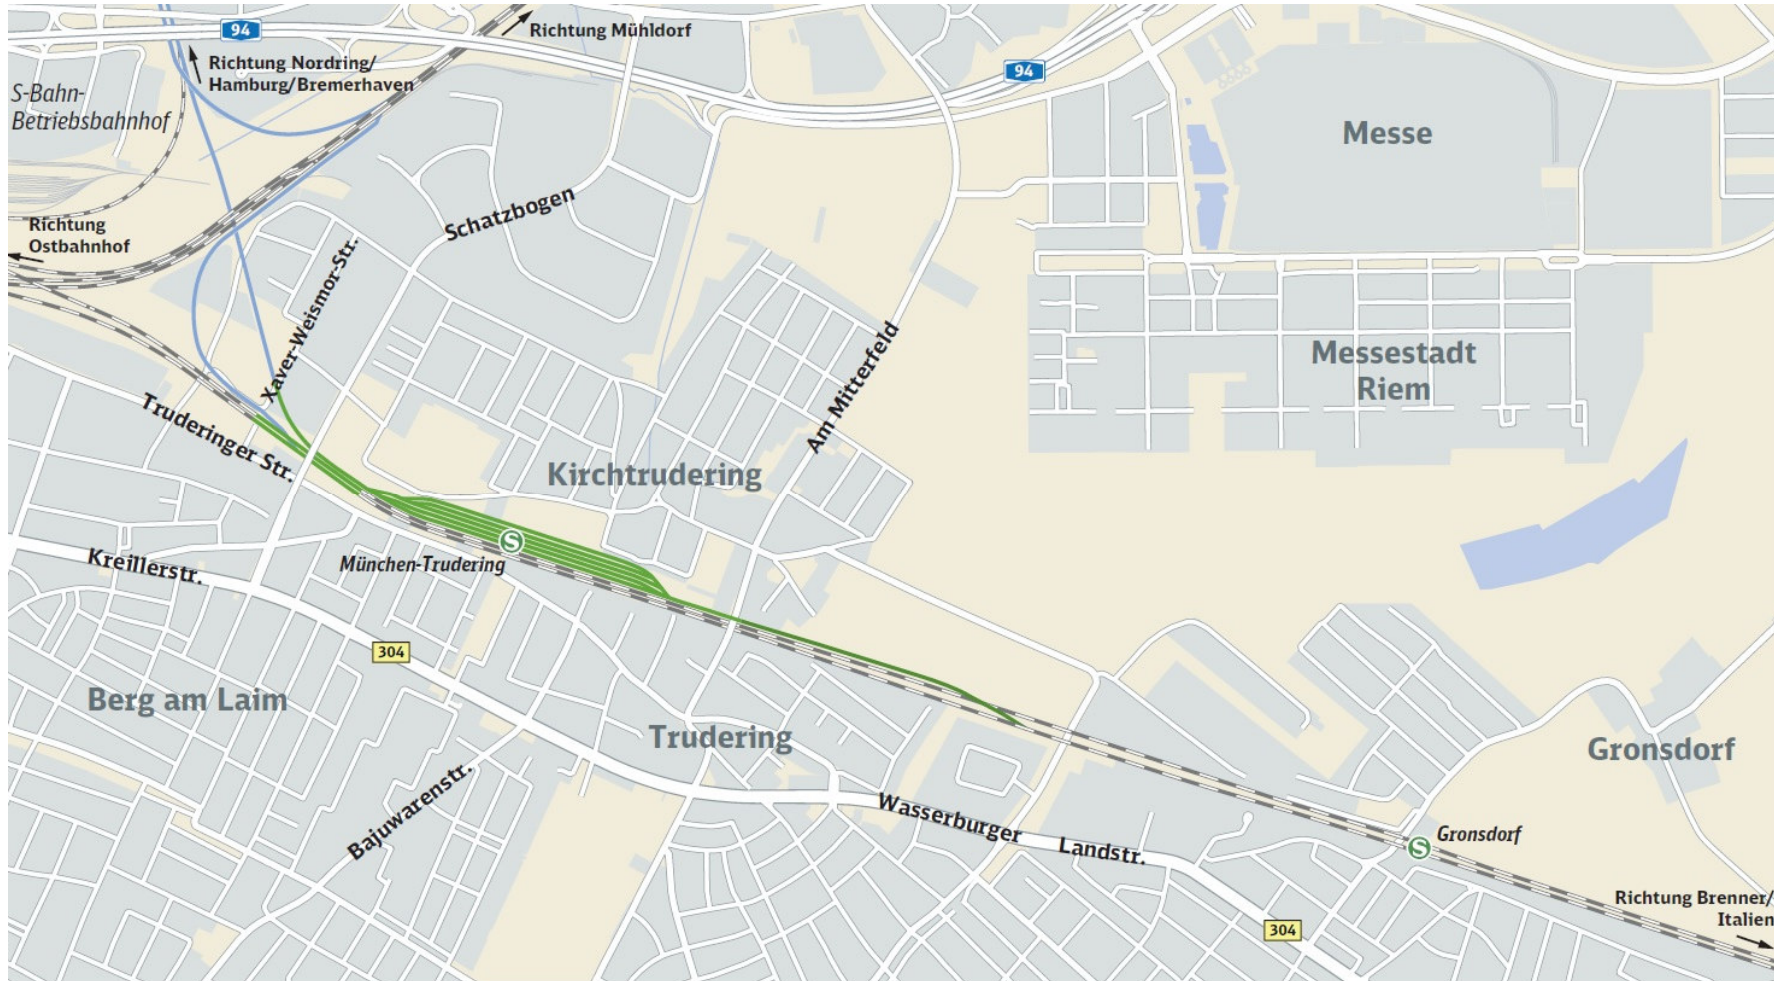 94
Richtung Mühldorf
Richtung Nordring/
Hamburg/Bremerhaven
94
S-Bahn-
Betriebsbahnhof
Messe
Schatzbogen
Richtung
Ostbahnhof
Xaver-Weismor-Str.
Am Mitterfeld
Messestadt
Riem
Truderinger Str.
Kirchtrudering
S
München-Trudering
Kreillerstr.
304
Berg am Laim
Trudering
Gronsdorf
Bajuwarenstr.
Wasserburger Landstr.
S
Gronsdorf
Richtung Brenner/
Italien
304